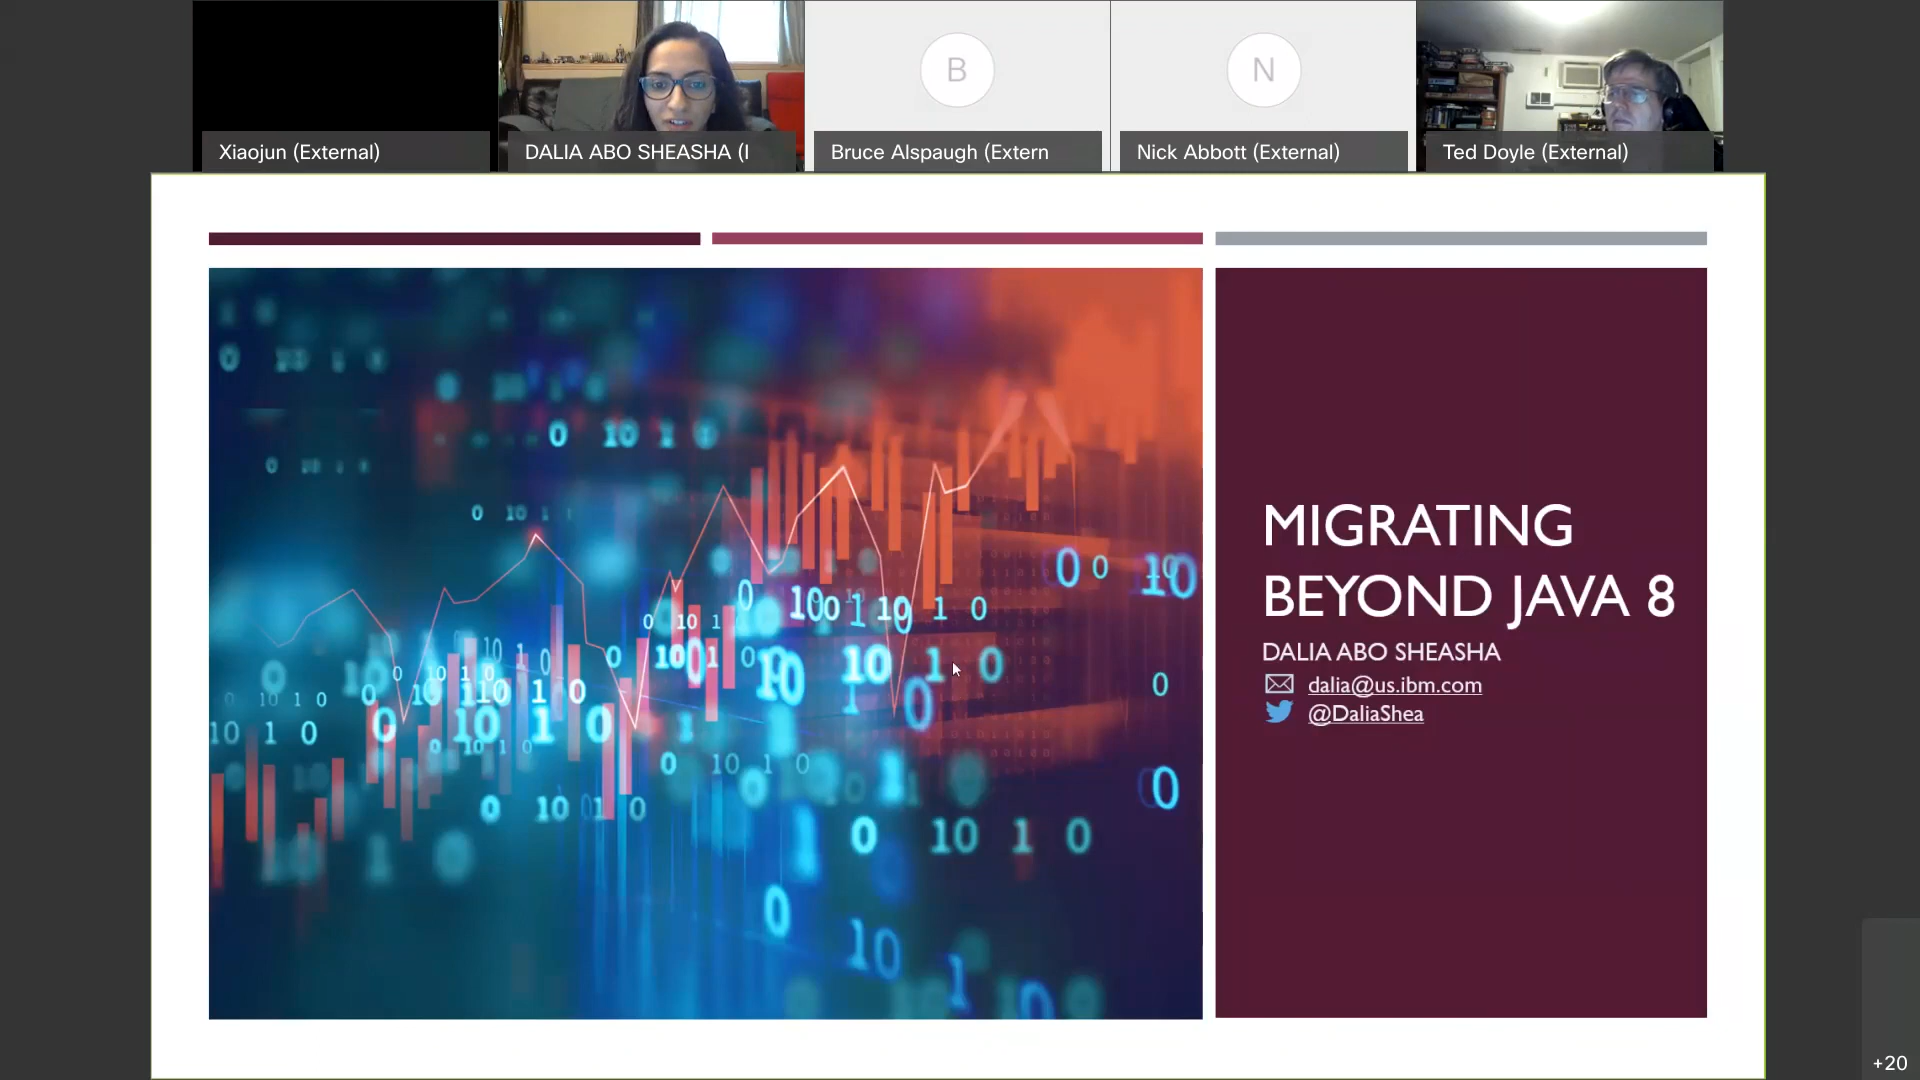 Xiaojun (External)
DALIA ABO SHEASHA (I
B
Bruce Alspaugh (Extern
N
Nick Abbott (External)
Ted Doyle (External)
MIGRATING
BEYOND JAVA 8
DALIA ABO SHEASHA
dalia@us.ibm.com
@DaliaShea
+20